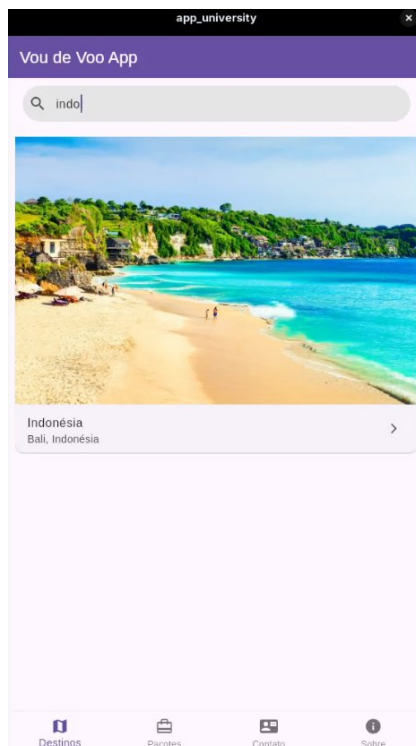 app_university
Vou de Voo App
indo
Indonésia
Bali, Indonésia
Destinos
Pacotes
Contato
Sobre